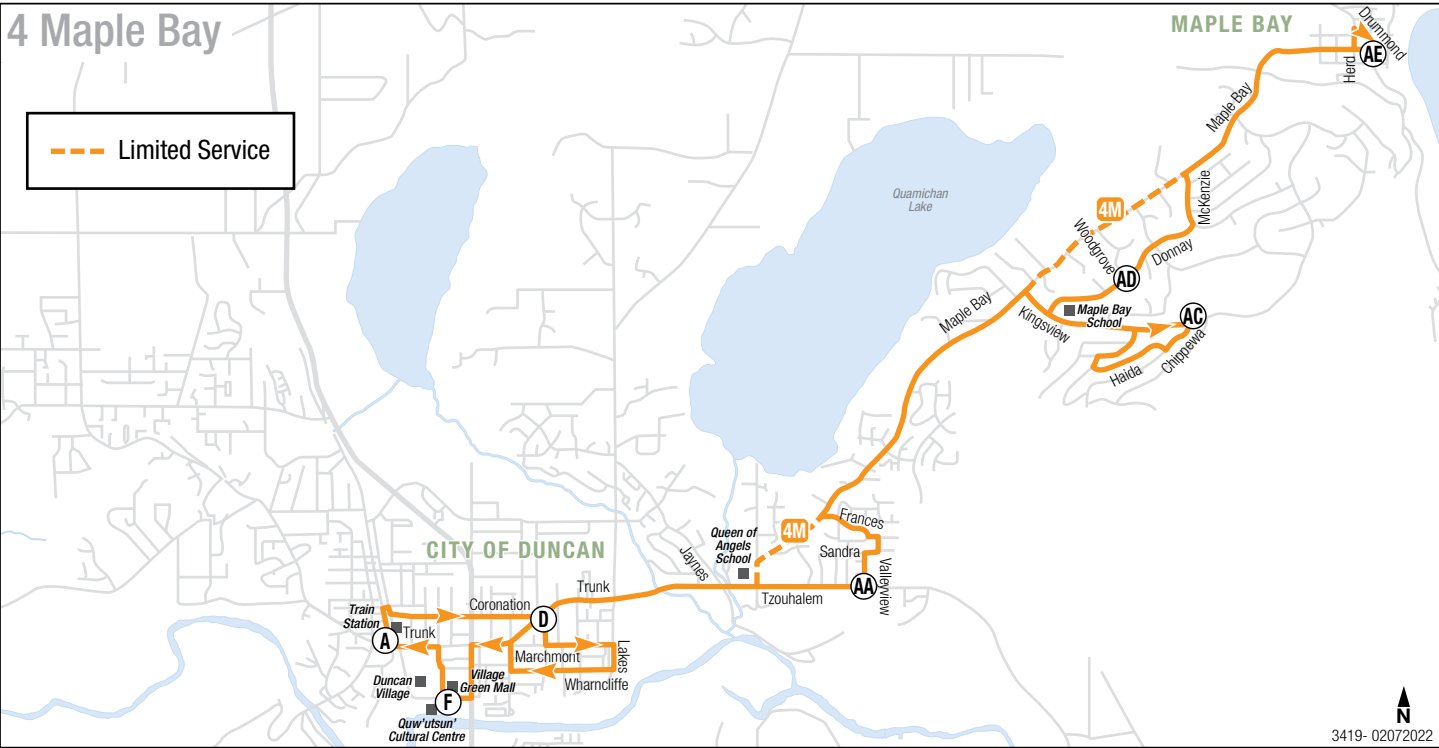 4 Maple Bay
Limited Service
MAPLE BAY
Drummond
AE
Herd
Maple Bay
Quamichan
Lake
4M
McKenzie
Woodgrove
Donnay
AD
Maple Bay
Maple Bay
School
Kingsview
AC
Chippewa
Haida
4M
Frances
Queen of
Angels
School
Sandra
Valleyview
Jaynes
CITY OF DUNCAN
AA
Tzouhalem
Trunk
Coronation
Train
Station
D
A
Trunk
Marchmont
Lakes
Wharncliffe
Village
Green Mall
Duncan
Village
F
Quw'utsun'
Cultural Centre
N
3419- 02072022